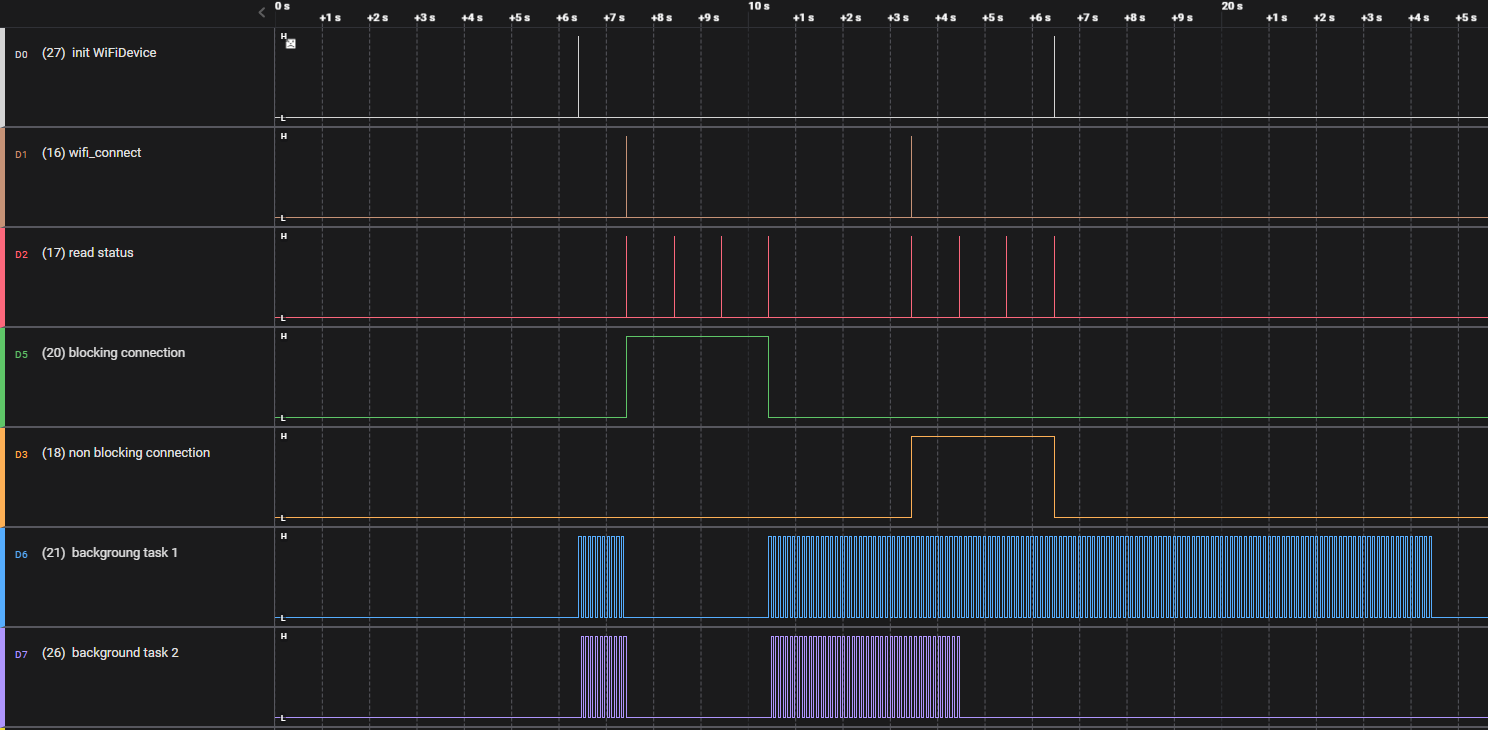 0 s 10 s 20 s
+1 s +2 s +3 s +4 s +5 s +6 s +7 s +8 s +9 s +1 s +2 s +3 s +4 s +5 s +6 s +7 s +8 s +9 s +1 s +2 s +3 s +4 s +5 s
H
D0 (27) init WiFiDevice
L
H
D1 (16) wifi_connect
L
H
D2 (17) read status
L
H
D5 (20) blocking connection
L
H
D3 (18) non blocking connection
L
H
D6 (21) backgroung task 1
L
H
D7 (26) background task 2
L